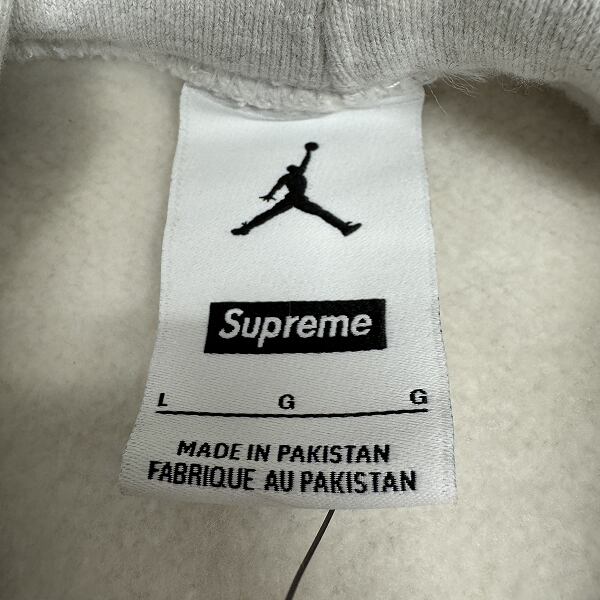 Supreme
L G G
MADE IN PAKISTAN
FABRIQUE AU PAKISTAN